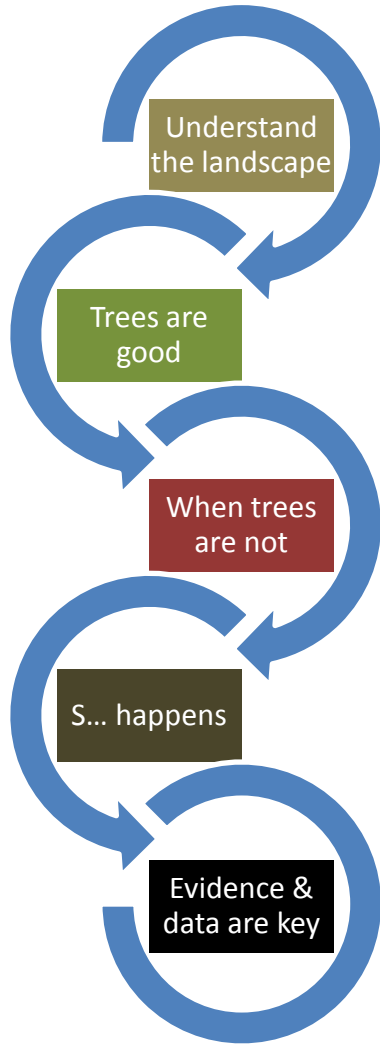 Understand
the landscape
Trees are
good
When trees
are not
S... happens
Evidence &
data are key